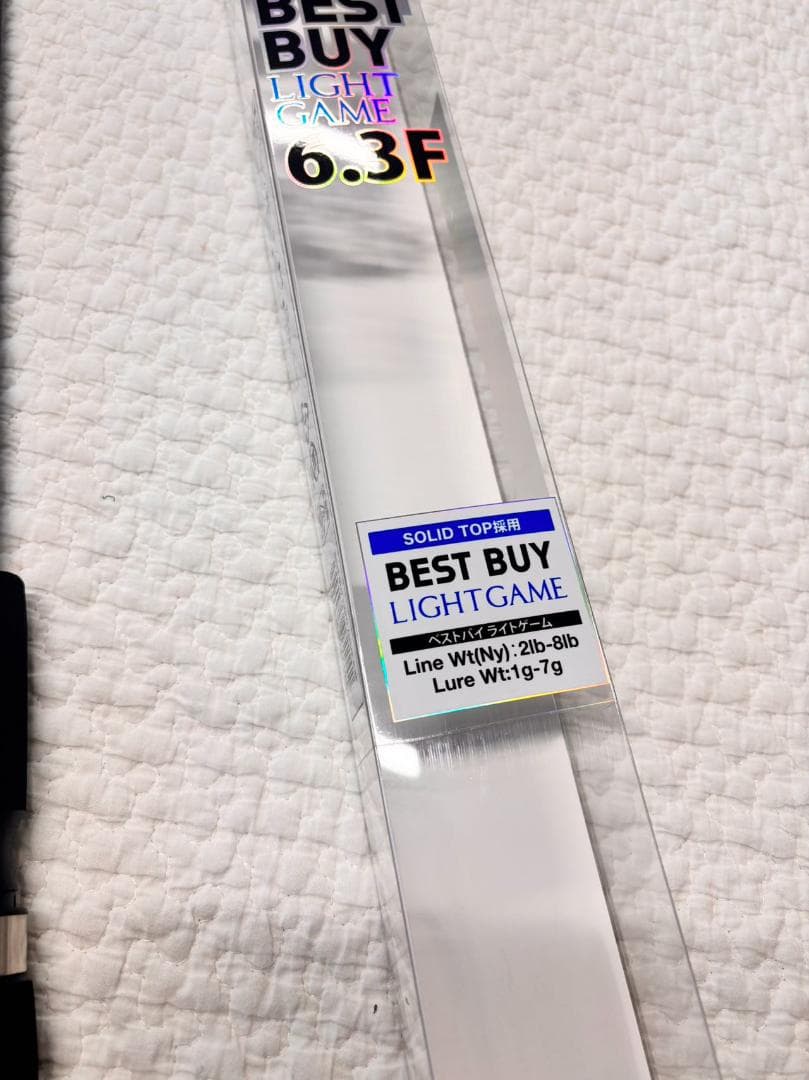 BEST
BUY
LIGHT
GAME
6.3F
SOLID TOP採用
BEST BUY
LIGHT GAME
ベストバイ ライトゲーム
Line Wt(Ny):2lb-8lb
Lure Wt:1g-7g